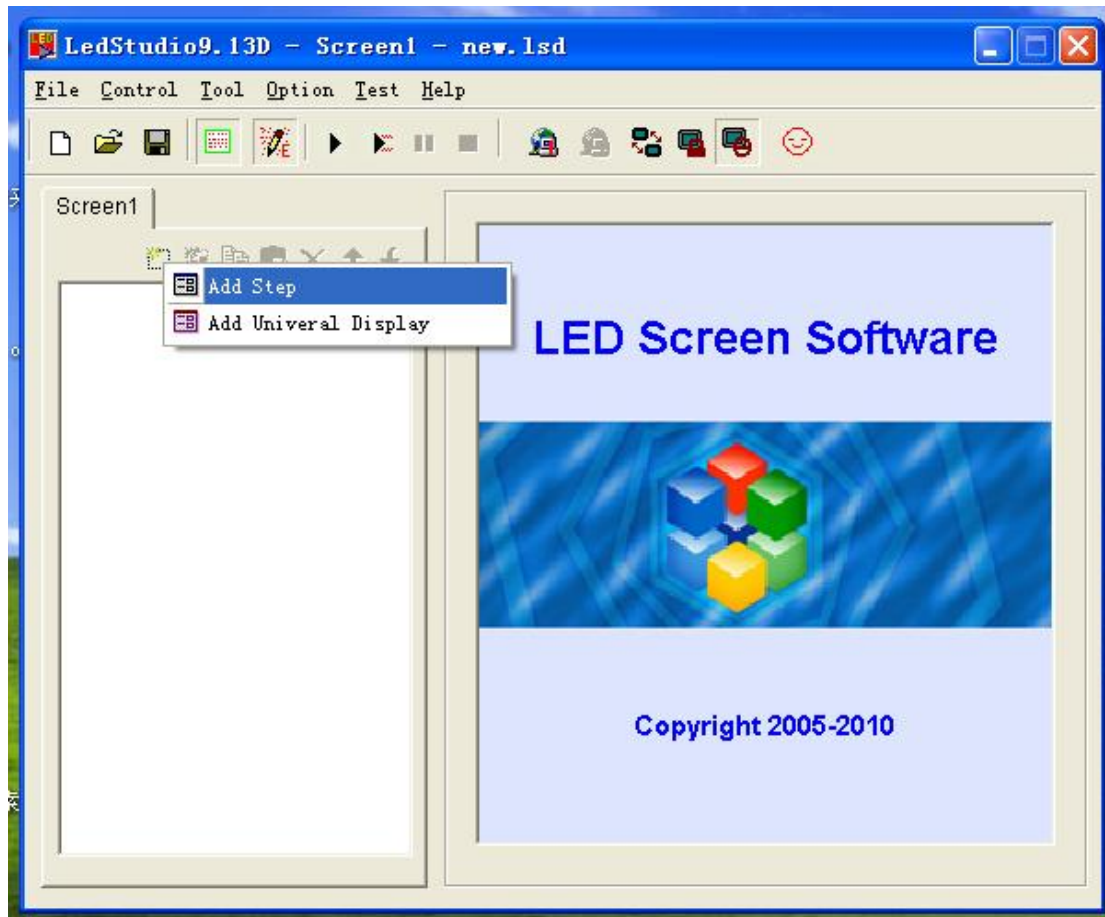 LedStudio9.13D - Screen1 - new.lsd
File Control Tool Option Test Help
Screen1
Add Step
Add Univeral Display
LED Screen Software
Copyright 2005-2010